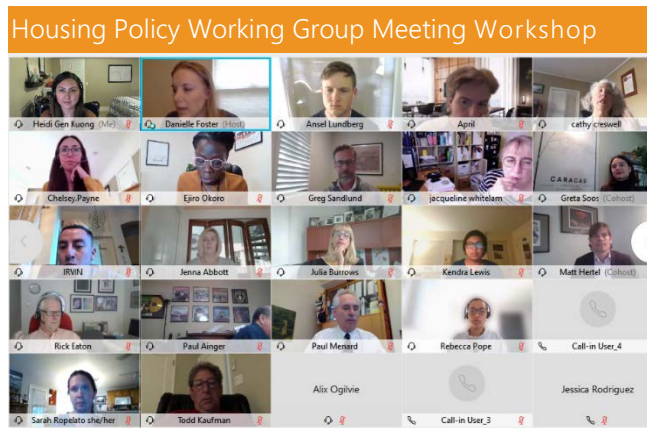 Housing Policy Working Group Meeting Workshop
Heidi Gen Kuong (Me)
Danielle Foster (Host)
Ansel Lundberg
April
cathy creswell
Chelsey.Payne
Ejiro Okoro
Greg Sandlund
jacqueline whitelam
CARACAS
Greta Soos (Cohost)
IRVIN
Jenna Abbott
Julia Burrows
Kendra Lewis
Matt Hertel (Cohost)
Rick Eaton
Paul Ainger
Paul Menard
Rebecca Pope
Call-in User_4
Sarah Ropelato she/her
Todd Kaufman
Alix Ogilvie
Call-in User_3
Jessica Rodriguez